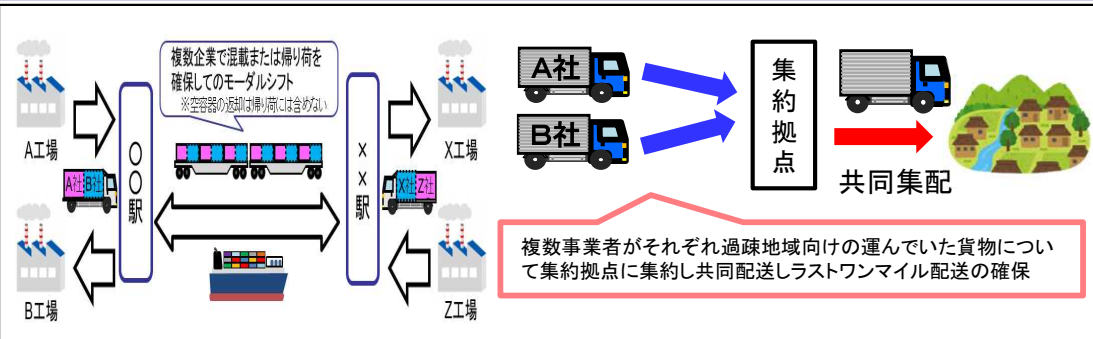 複数企業で混載または帰り荷を
確保してのモーダルシフト
※空容器の返却は帰り荷には含めない
A工場
B工場
A社 B社
○○駅
××駅
X社 Z社
X工場
Z工場
A社
B社
集約拠点
共同集配
複数事業者がそれぞれ過疎地域向けの運んでいた貨物につい
て集約拠点に集約し共同配送しラストワンマイル配送の確保